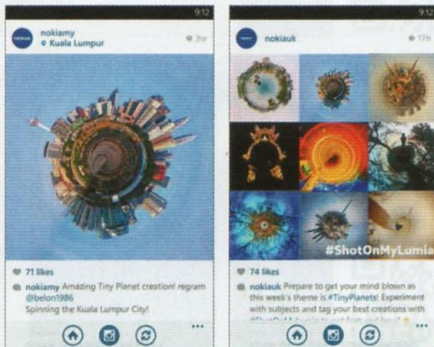 9:12
nokiamy
Kuala Lumpur
3w
71 likes
nokiamy Amazing Tiny Planet creation! regram
@belon1986
Spinning the Kuala Lumpur City!
9:12
nokiauk
17h
#ShotOnMyLumia
74 likes
nokiauk Prepare to get your mind blown as
this week's theme is #TinyPlanets! Experiment
with subjects and tag your best creations with